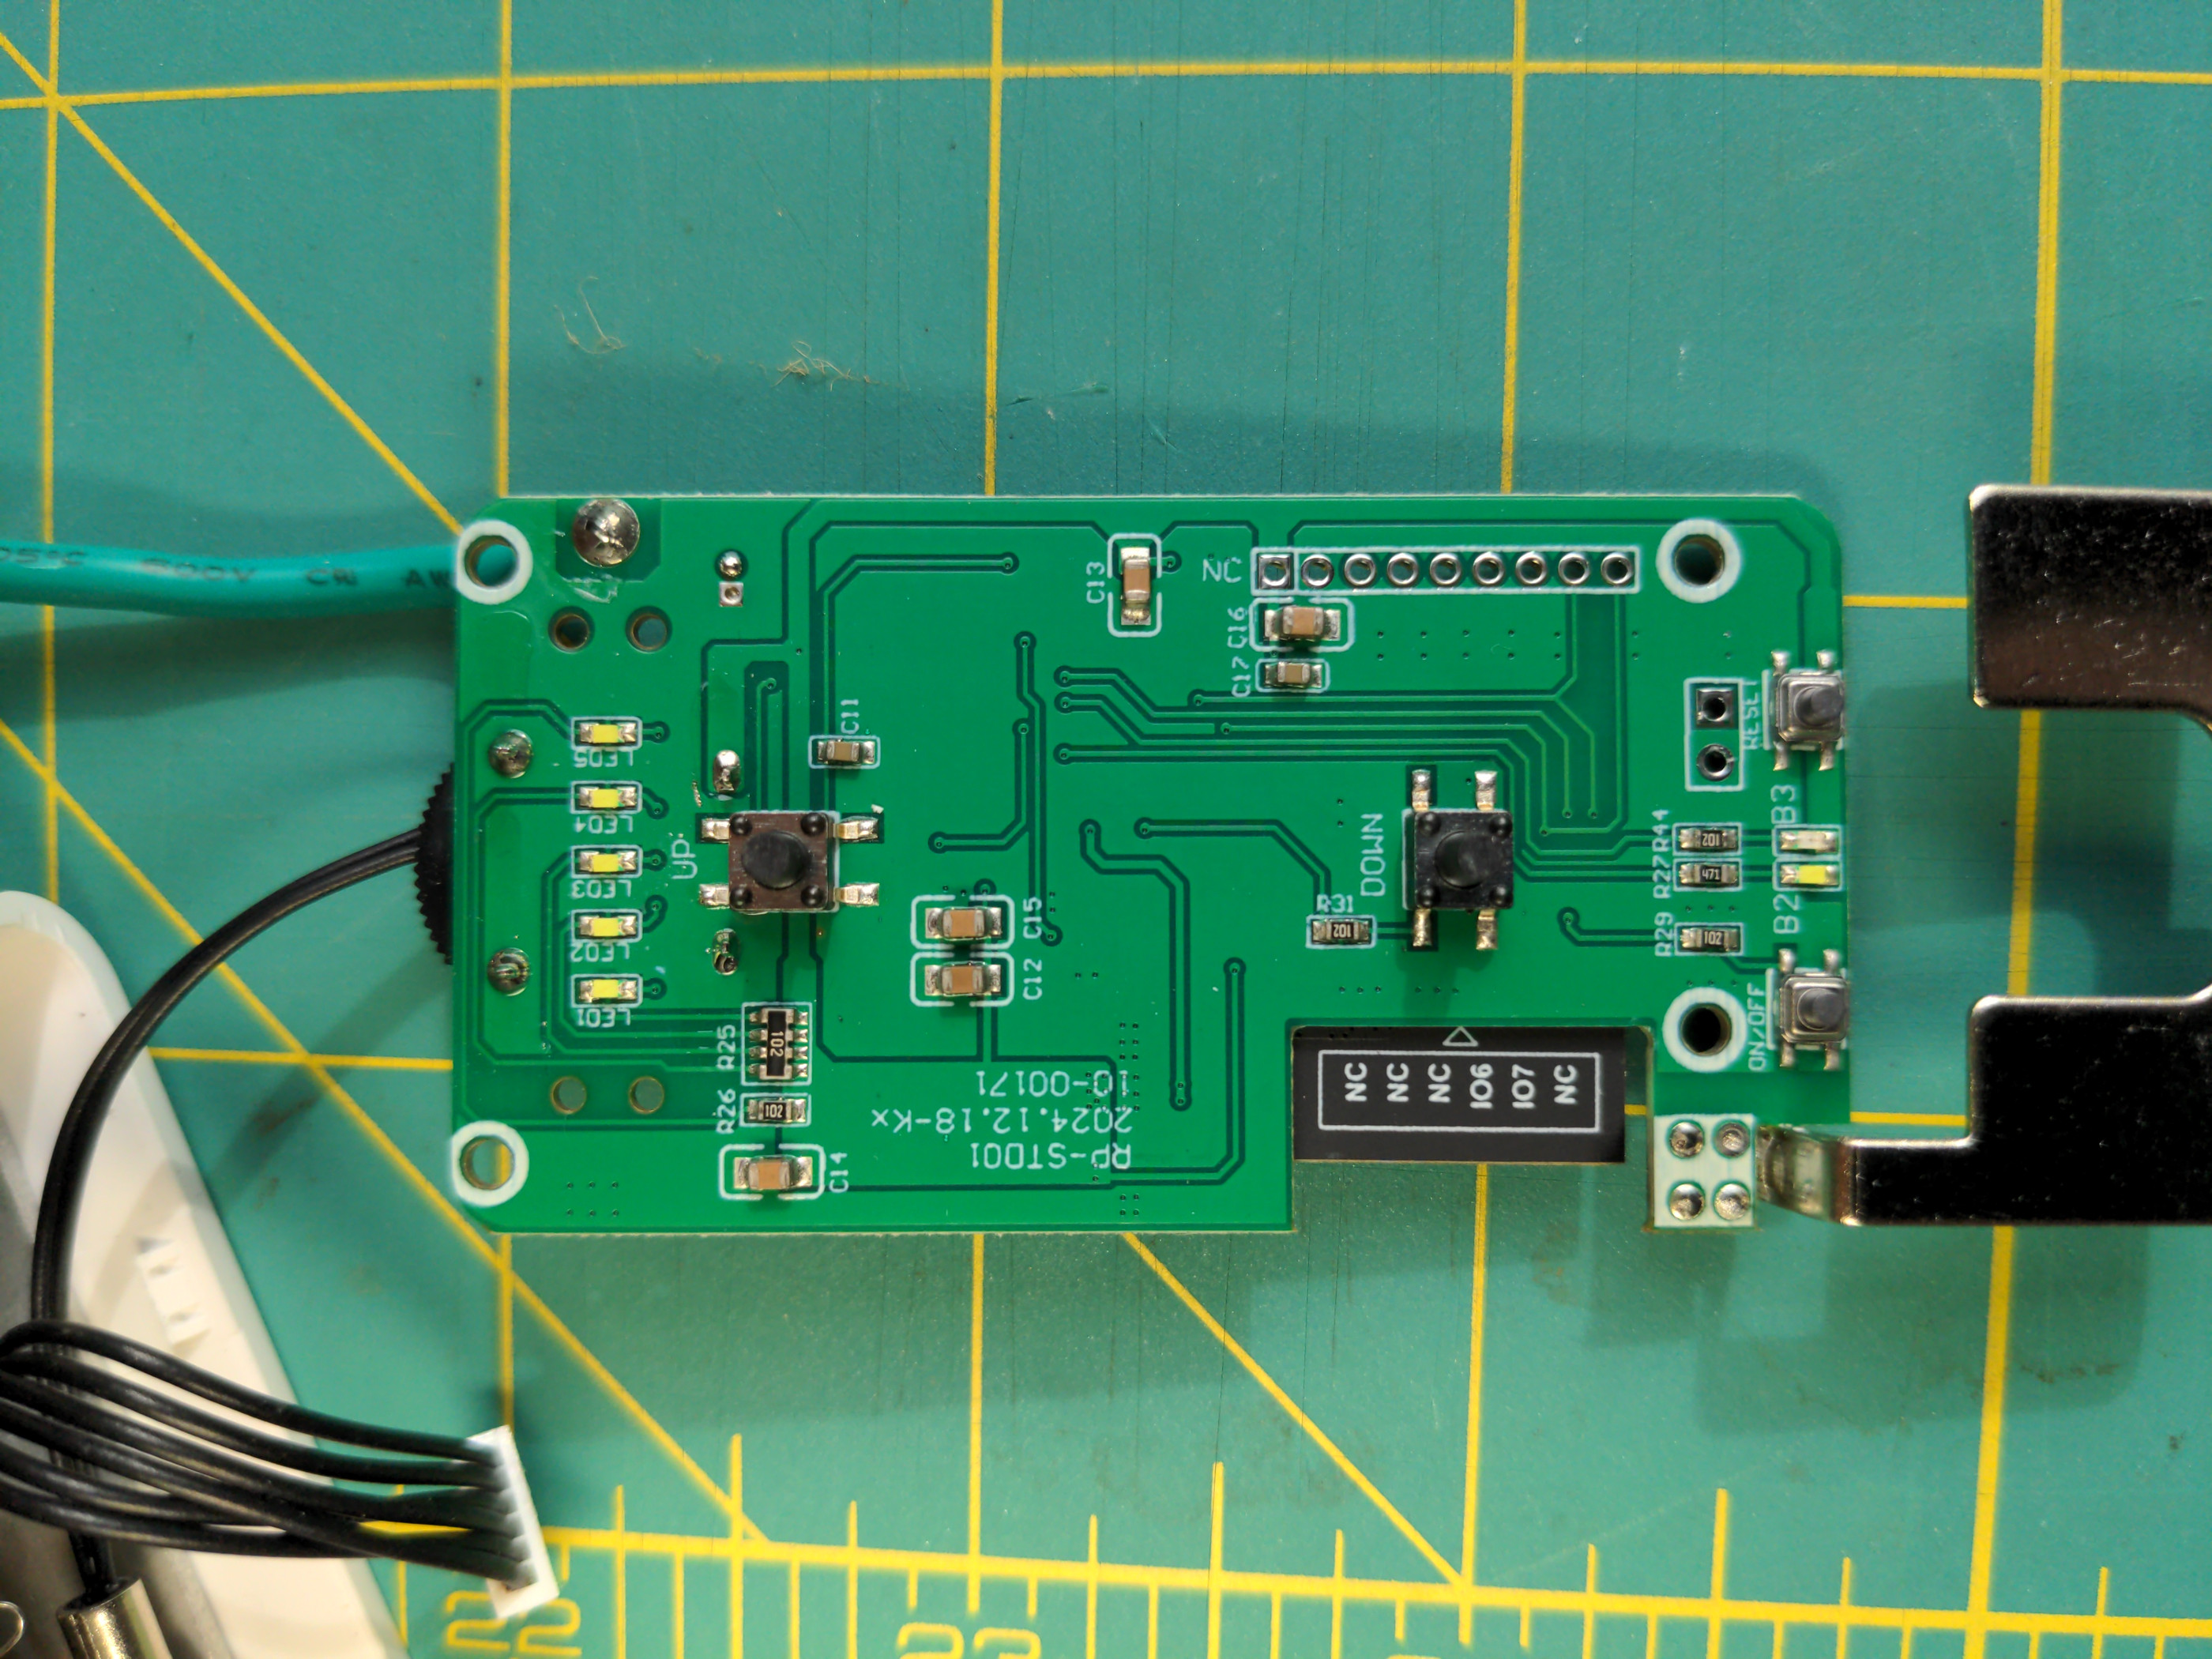 22
23
LED1
LED2
LED3
LED4
LED5
UP
R26
R25
102
102
C14
C11
RP-ST001
2024.12.18-Kx
10-00171
C12
C15
C13
NC
C17
C16
R31
102
DOWN
NC
NC
NC
IO6
IO7
NC
R29
R27
R44
102
471
102
ON/OFF
RESET
B2
B3